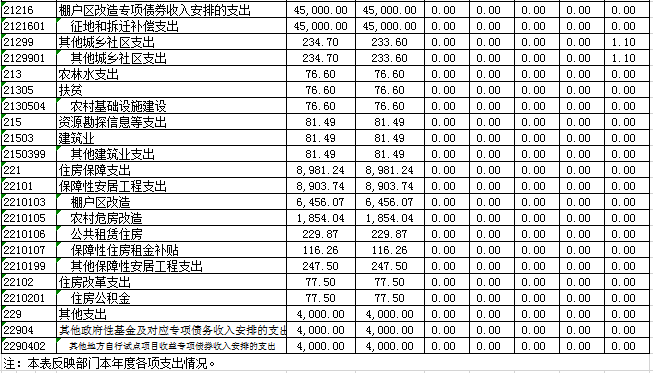 21216 棚户区改造专项债券收入安排的支出 45,000.00 45,000.00 0.00 0.00 0.00 0.00 0.00
2121601 征地和拆迁补偿支出 45,000.00 45,000.00 0.00 0.00 0.00 0.00 0.00
21299 其他城乡社区支出 234.70 233.60 0.00 0.00 0.00 0.00 1.10
2129901 其他城乡社区支出 234.70 233.60 0.00 0.00 0.00 0.00 1.10
213 农林水支出 76.60 76.60 0.00 0.00 0.00 0.00 0.00
21305 扶贫 76.60 76.60 0.00 0.00 0.00 0.00 0.00
2130504 农村基础设施建设 76.60 76.60 0.00 0.00 0.00 0.00 0.00
215 资源勘探信息等支出 81.49 81.49 0.00 0.00 0.00 0.00 0.00
21503 建筑业 81.49 81.49 0.00 0.00 0.00 0.00 0.00
2150399 其他建筑业支出 81.49 81.49 0.00 0.00 0.00 0.00 0.00
221 住房保障支出 8,981.24 8,981.24 0.00 0.00 0.00 0.00 0.00
22101 保障性安居工程支出 8,903.74 8,903.74 0.00 0.00 0.00 0.00 0.00
2210103 棚户区改造 6,456.07 6,456.07 0.00 0.00 0.00 0.00 0.00
2210105 农村危房改造 1,854.04 1,854.04 0.00 0.00 0.00 0.00 0.00
2210106 公共租赁住房 229.87 229.87 0.00 0.00 0.00 0.00 0.00
2210107 保障性住房租金补贴 116.26 116.26 0.00 0.00 0.00 0.00 0.00
2210199 其他保障性安居工程支出 247.50 247.50 0.00 0.00 0.00 0.00 0.00
22102 住房改革支出 77.50 77.50 0.00 0.00 0.00 0.00 0.00
2210201 住房公积金 77.50 77.50 0.00 0.00 0.00 0.00 0.00
229 其他支出 4,000.00 4,000.00 0.00 0.00 0.00 0.00 0.00
22904 其他政府性基金及对应专项债务收入安排的支出 4,000.00 4,000.00 0.00 0.00 0.00 0.00 0.00
2290402 其他地方自行试点项目收益专项债券收入安排的支出 4,000.00 4,000.00 0.00 0.00 0.00 0.00 0.00
注：本表反映部门本年度各项支出情况。